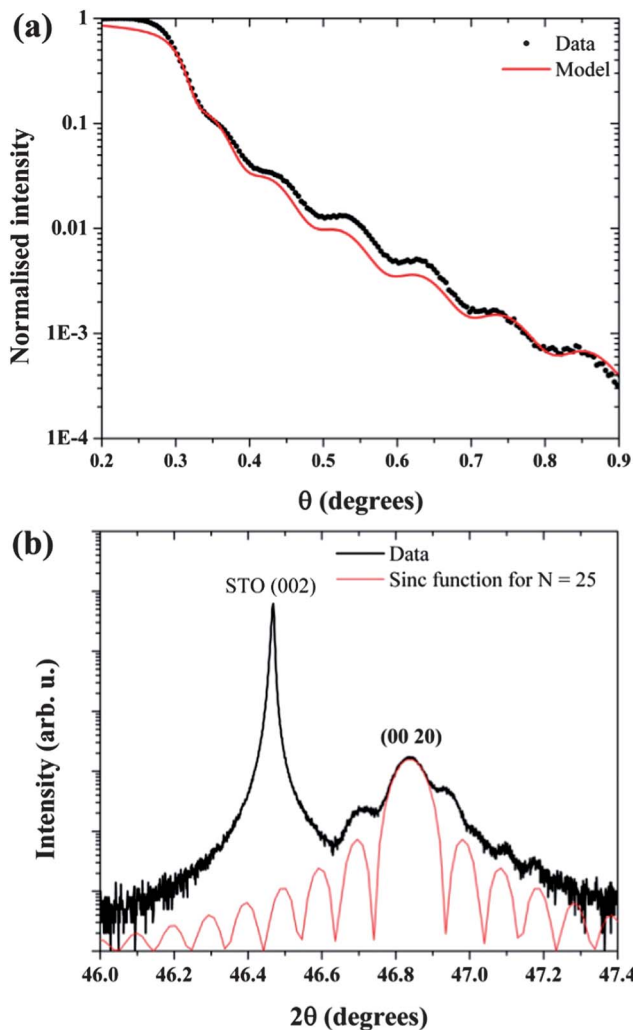 (a)
Data
Model
Normalised intensity
1
0.1
0.01
1E-3
1E-4
0.2 0.3 0.4 0.5 0.6 0.7 0.8 0.9
θ (degrees)
(b)
Data
Sinc function for N = 25
STO (002)
(00 20)
Intensity (arb. u.)
46.0 46.2 46.4 46.6 46.8 47.0 47.2 47.4
2θ (degrees)